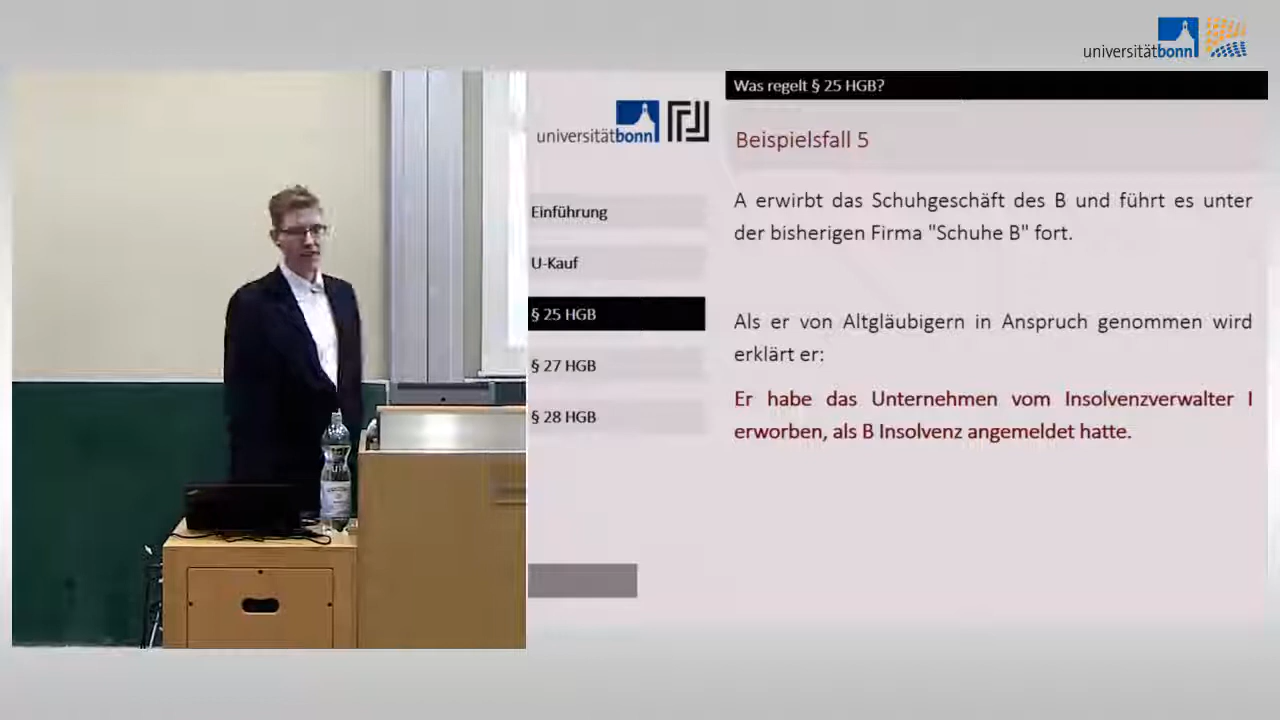 universitätbonn
Was regelt § 25 HGB?
universitätbonn
Einführung
U-Kauf
§ 25 HGB
§ 27 HGB
§ 28 HGB
Beispielsfall 5
A erwirbt das Schuhgeschäft des B und führt es unter
der bisherigen Firma "Schuhe B" fort.
Als er von Altgläubigern in Anspruch genommen wird
erklärt er:
Er habe das Unternehmen vom Insolvenzverwalter I
erworben, als B Insolvenz angemeldet hatte.